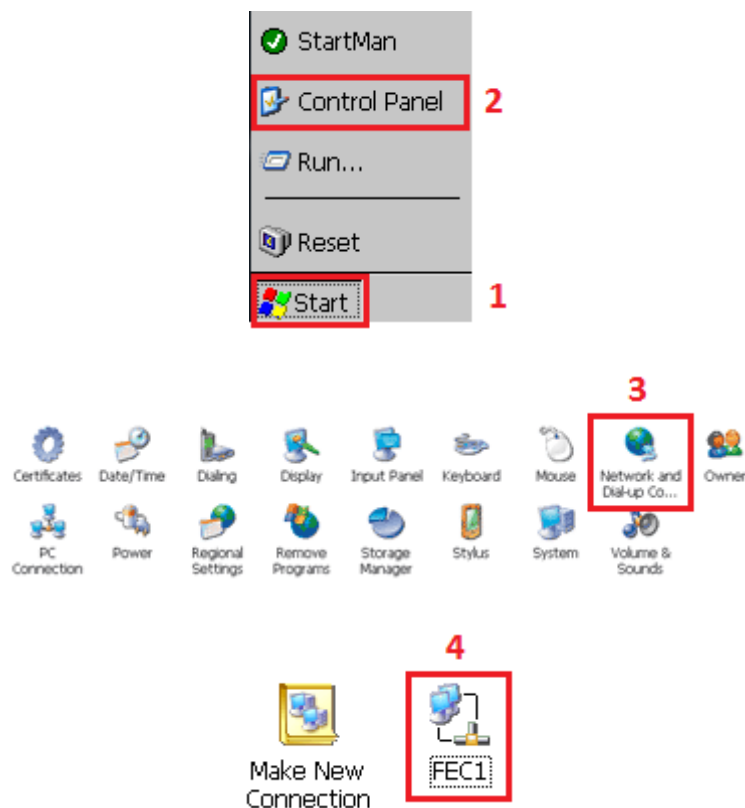 StartMan
Control Panel
2
Run...
Reset
Start
1
3
Certificates
Date/Time
Dialing
Display
Input Panel
Keyboard
Mouse
Network and
Dial-up Co...
Owner
PC
Connection
Power
Regional
Settings
Remove
Programs
Storage
Manager
Stylus
System
Volume &
Sounds
4
Make New
Connection
FEC1